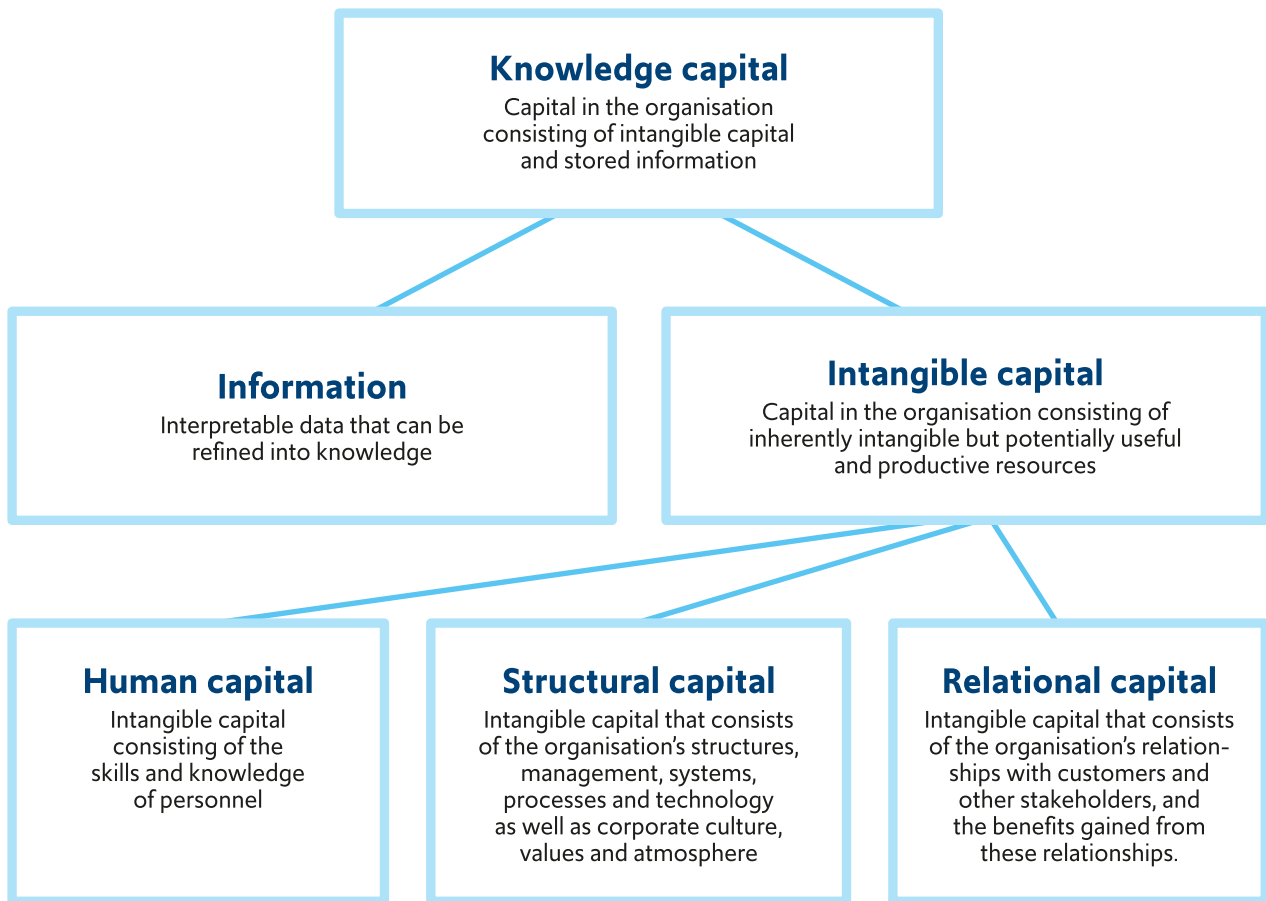 Knowledge capital
Capital in the organisation
consisting of intangible capital
and stored information
Information
Interpretable data that can be
refined into knowledge
Intangible capital
Capital in the organisation consisting of
inherently intangible but potentially useful
and productive resources
Human capital
Intangible capital
consisting of the
skills and knowledge
of personnel
Structural capital
Intangible capital that consists
of the organisation’s structures,
management, systems,
processes and technology
as well as corporate culture,
values and atmosphere
Relational capital
Intangible capital that consists
of the organisation’s relation-
ships with customers and
other stakeholders, and
the benefits gained from
these relationships.